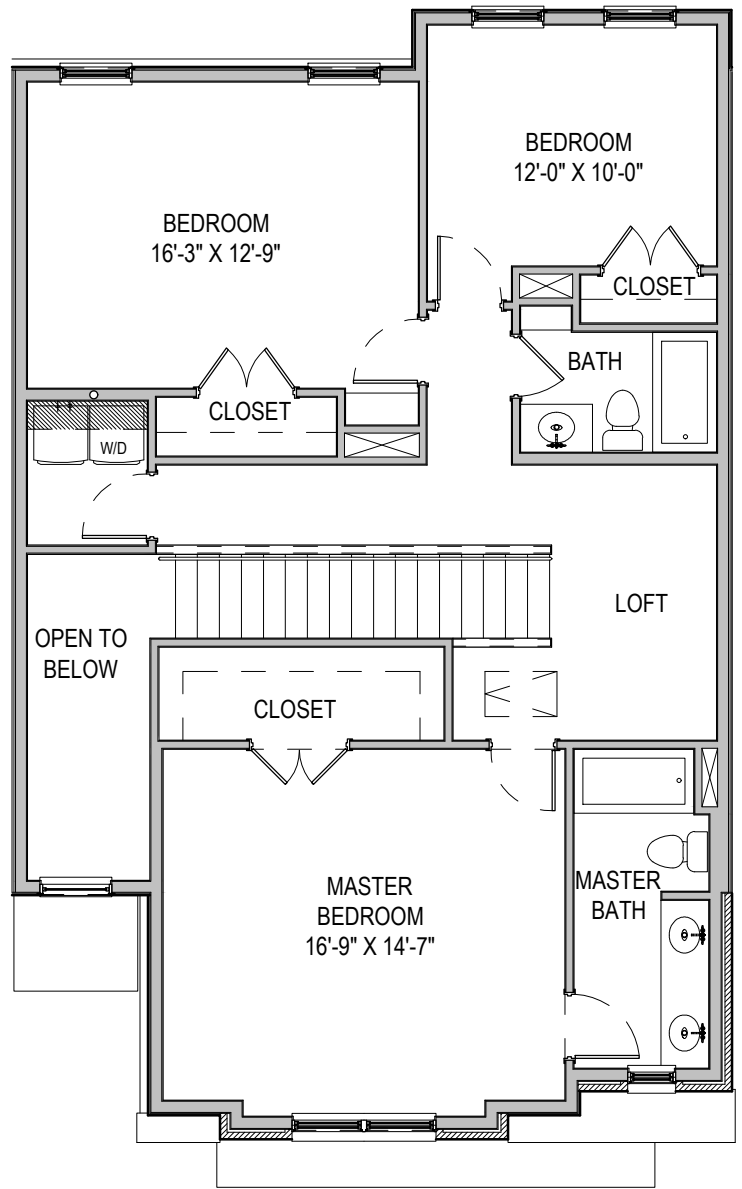 BEDROOM
12'-0" X 10'-0"
BEDROOM
16'-3" X 12'-9"
CLOSET
BATH
CLOSET
W/D
LOFT
OPEN TO
BELOW
CLOSET
MASTER
BEDROOM
16'-9" X 14'-7"
MASTER
BATH